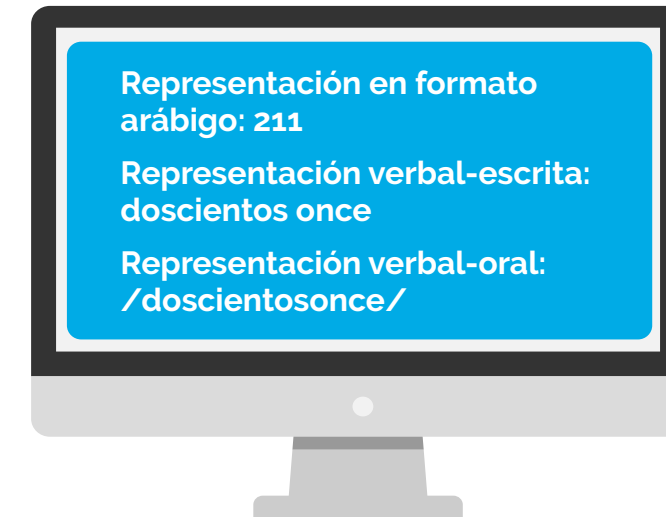 Representación en formato
arábigo: 211
Representación verbal-escrita:
doscientos once
Representación verbal-oral:
/doscientosonce/